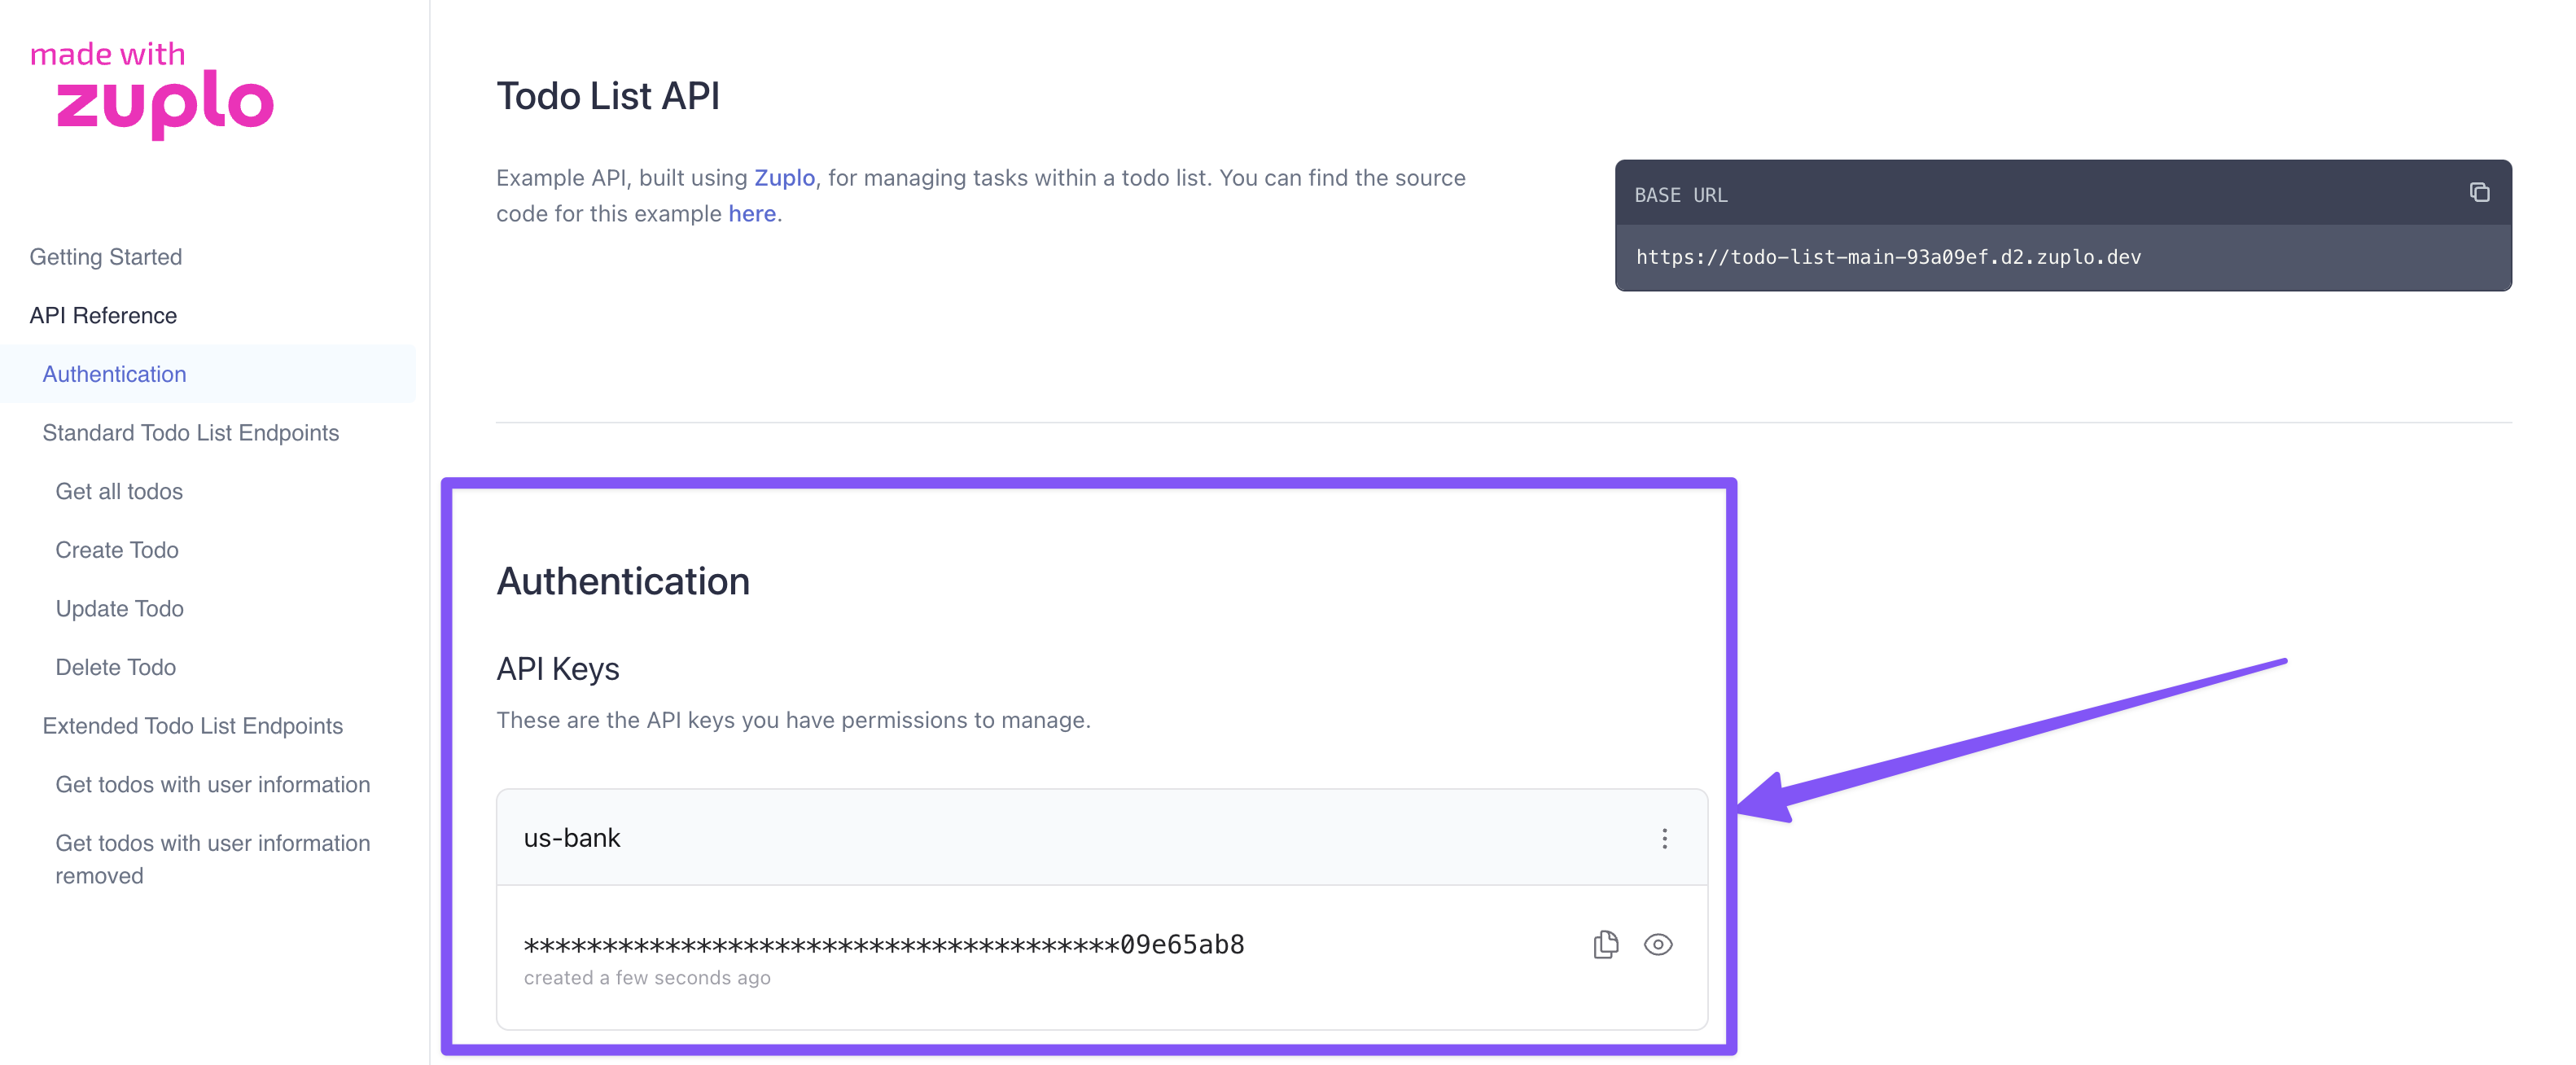 made with
zuplo
Getting Started
API Reference
Authentication
Standard Todo List Endpoints
Get all todos
Create Todo
Update Todo
Delete Todo
Extended Todo List Endpoints
Get todos with user information
Get todos with user information
removed
Todo List API
Example API, built using Zuplo, for managing tasks within a todo list. You can find the source
code for this example here.
BASE URL
https://todo-list-main-93a09ef.d2.zuplo.dev
Authentication
API Keys
These are the API keys you have permissions to manage.
us-bank
**************************************09e65ab8
created a few seconds ago